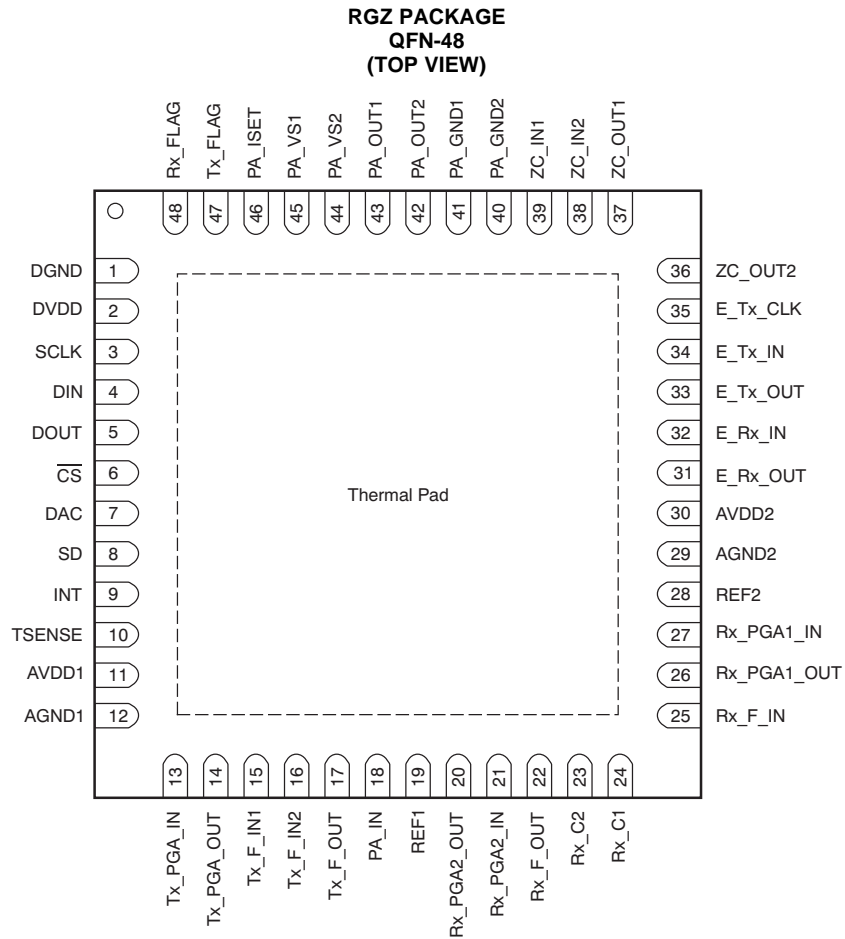 RGZ PACKAGE
QFN-48
(TOP VIEW)
Rx_FLAG
Tx_FLAG
PA_ISET
PA_VS1
PA_VS2
PA_OUT1
PA_OUT2
PA_GND1
PA_GND2
ZC_IN1
ZC_IN2
ZC_OUT1
48
47
46
45
44
43
42
41
40
39
38
37
DGND 1
DVDD 2
SCLK 3
DIN 4
DOUT 5
C̅S̅ 6
DAC 7
SD 8
INT 9
TSENSE 10
AVDD1 11
AGND1 12
Thermal Pad
36 ZC_OUT2
35 E_Tx_CLK
34 E_Tx_IN
33 E_Tx_OUT
32 E_Rx_IN
31 E_Rx_OUT
30 AVDD2
29 AGND2
28 REF2
27 Rx_PGA1_IN
26 Rx_PGA1_OUT
25 Rx_F_IN
13
14
15
16
17
18
19
20
21
22
23
24
Tx_PGA_IN
Tx_PGA_OUT
Tx_F_IN1
Tx_F_IN2
Tx_F_OUT
PA_IN
REF1
Rx_PGA2_OUT
Rx_PGA2_IN
Rx_F_OUT
Rx_C2
Rx_C1